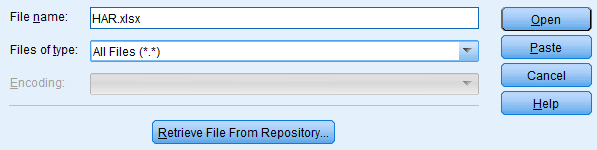 File name: HAR.xlsx Open
Files of type: All Files (*.*) Paste
Encoding: Cancel
Help
Retrieve File From Repository...